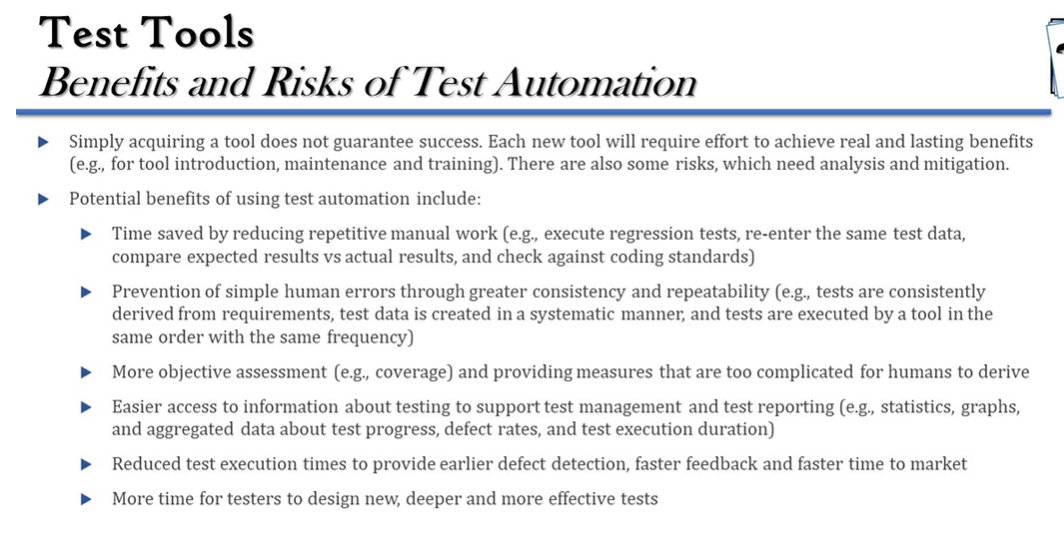 Test Tools
Benefits and Risks of Test Automation
Simply acquiring a tool does not guarantee success. Each new tool will require effort to achieve real and lasting benefits
(e.g., for tool introduction, maintenance and training). There are also some risks, which need analysis and mitigation.
Potential benefits of using test automation include:
Time saved by reducing repetitive manual work (e.g., execute regression tests, re-enter the same test data,
compare expected results vs actual results, and check against coding standards)
Prevention of simple human errors through greater consistency and repeatability (e.g., tests are consistently
derived from requirements, test data is created in a systematic manner, and tests are executed by a tool in the
same order with the same frequency)
More objective assessment (e.g., coverage) and providing measures that are too complicated for humans to derive
Easier access to information about testing to support test management and test reporting (e.g., statistics, graphs,
and aggregated data about test progress, defect rates, and test execution duration)
Reduced test execution times to provide earlier defect detection, faster feedback and faster time to market
More time for testers to design new, deeper and more effective tests